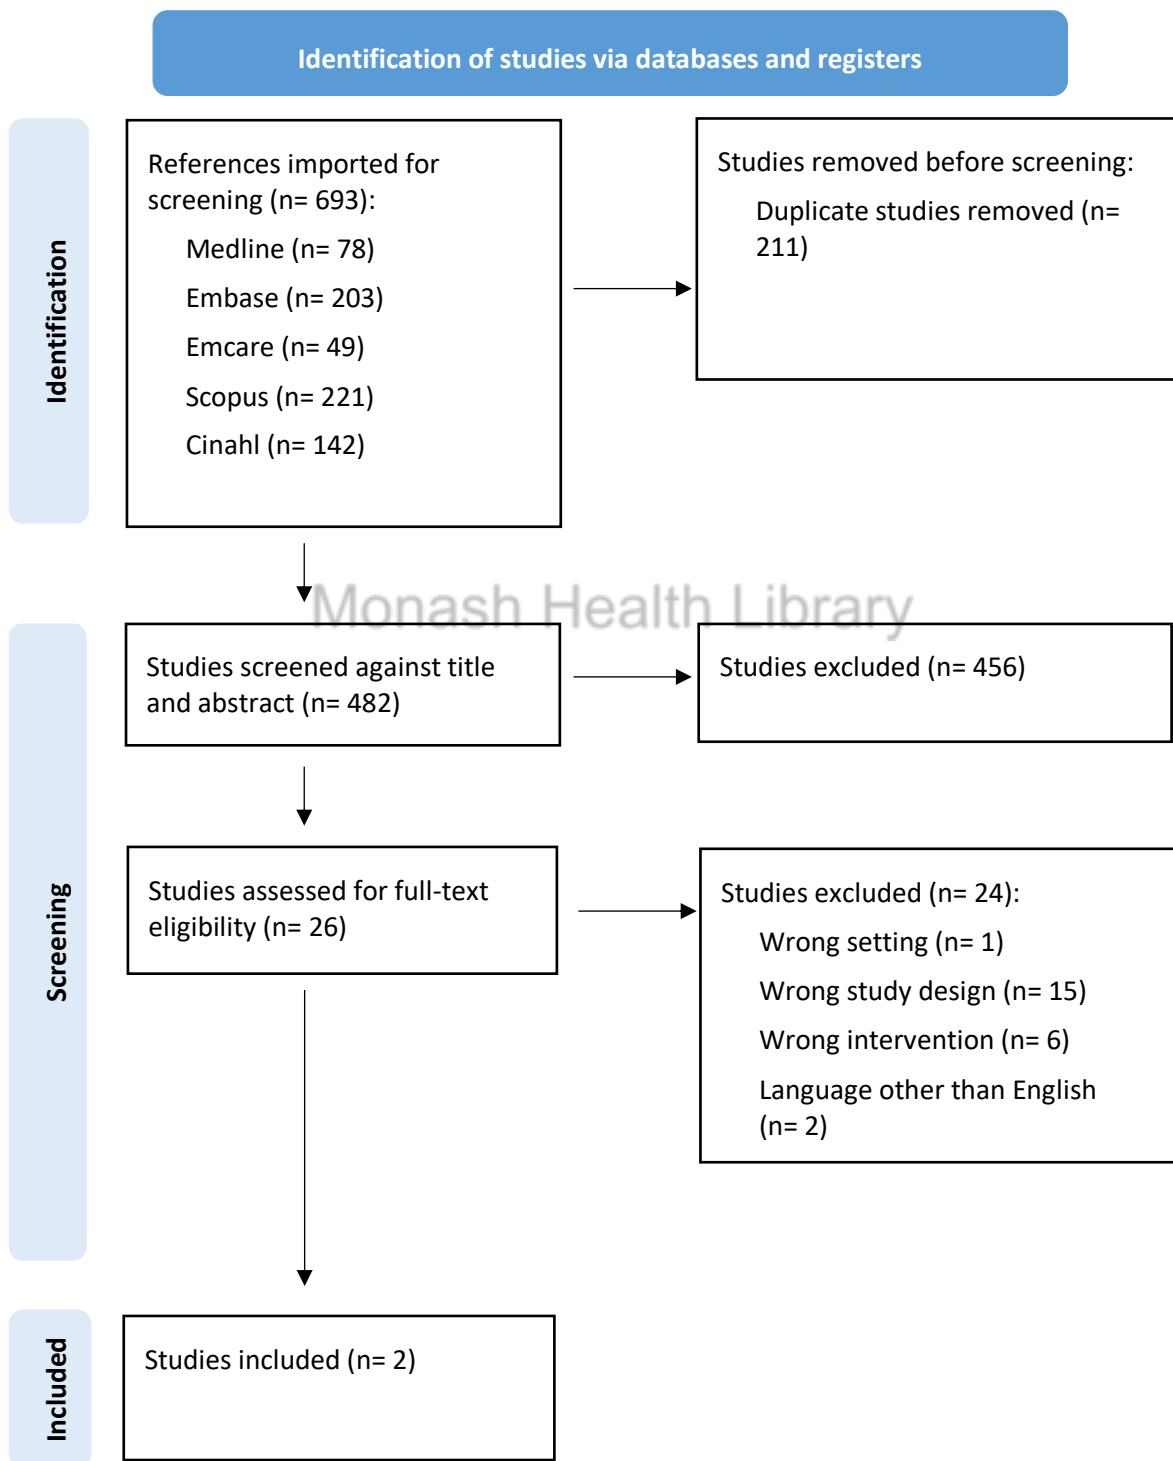 Identification of studies via databases and registers
Identification
References imported for
screening (n= 693):
Medline (n= 78)
Embase (n= 203)
Emcare (n= 49)
Scopus (n= 221)
Cinahl (n= 142)
Studies removed before screening:
Duplicate studies removed (n=
211)
Monash Health Library
Screening
Studies screened against title
and abstract (n= 482)
Studies excluded (n= 456)
Studies assessed for full-text
eligibility (n= 26)
Studies excluded (n= 24):
Wrong setting (n= 1)
Wrong study design (n= 15)
Wrong intervention (n= 6)
Language other than English
(n= 2)
Included
Studies included (n= 2)